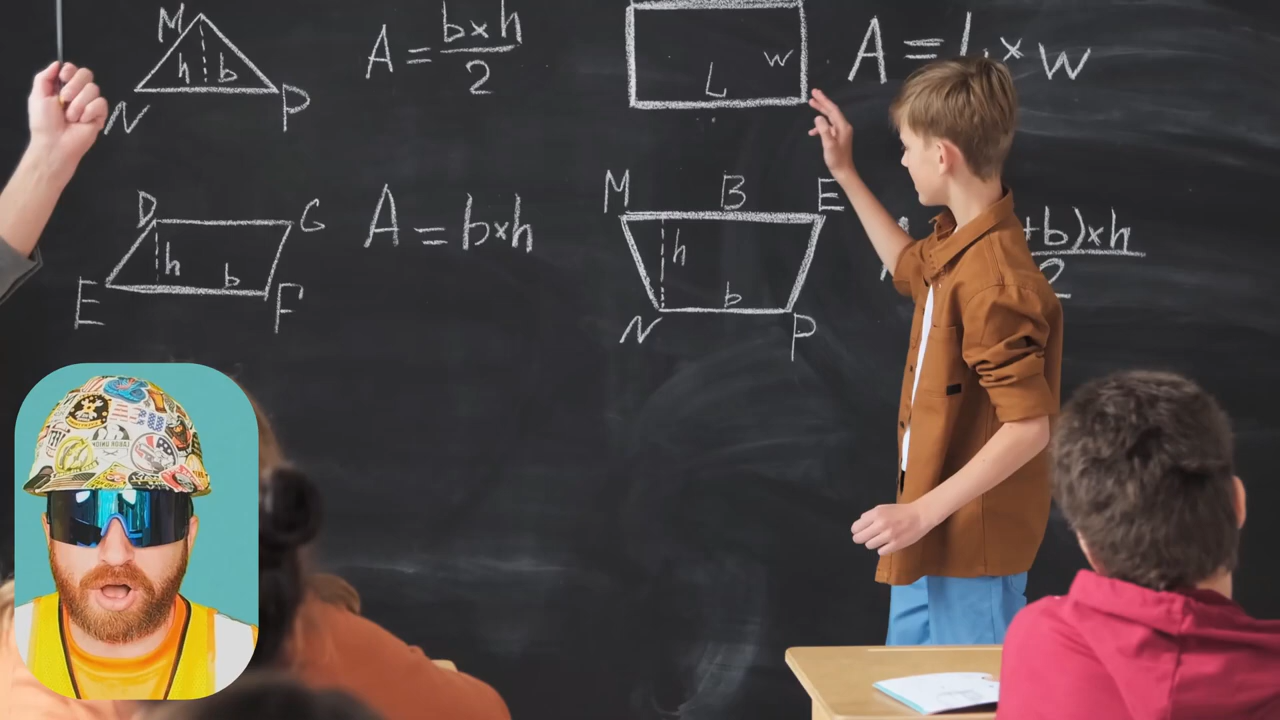 M
h b
N P
A = b×h
2
L w
A = L × w
D G
h b
E F
A = b×h
M B E
h
b
N P
+b)×h
2